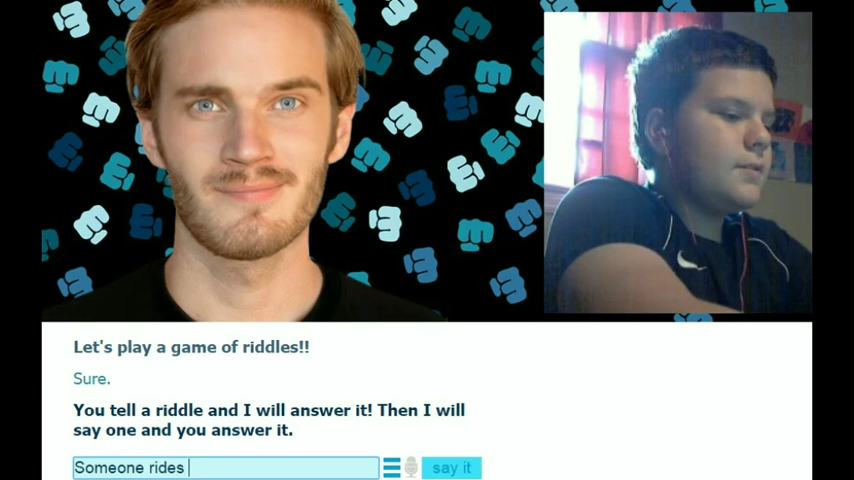 Let's play a game of riddles!!
Sure.
You tell a riddle and I will answer it! Then I will
say one and you answer it.
Someone rides
say it